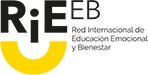 RiEEB
Red Internacional de
Educación Emocional
y Bienestar